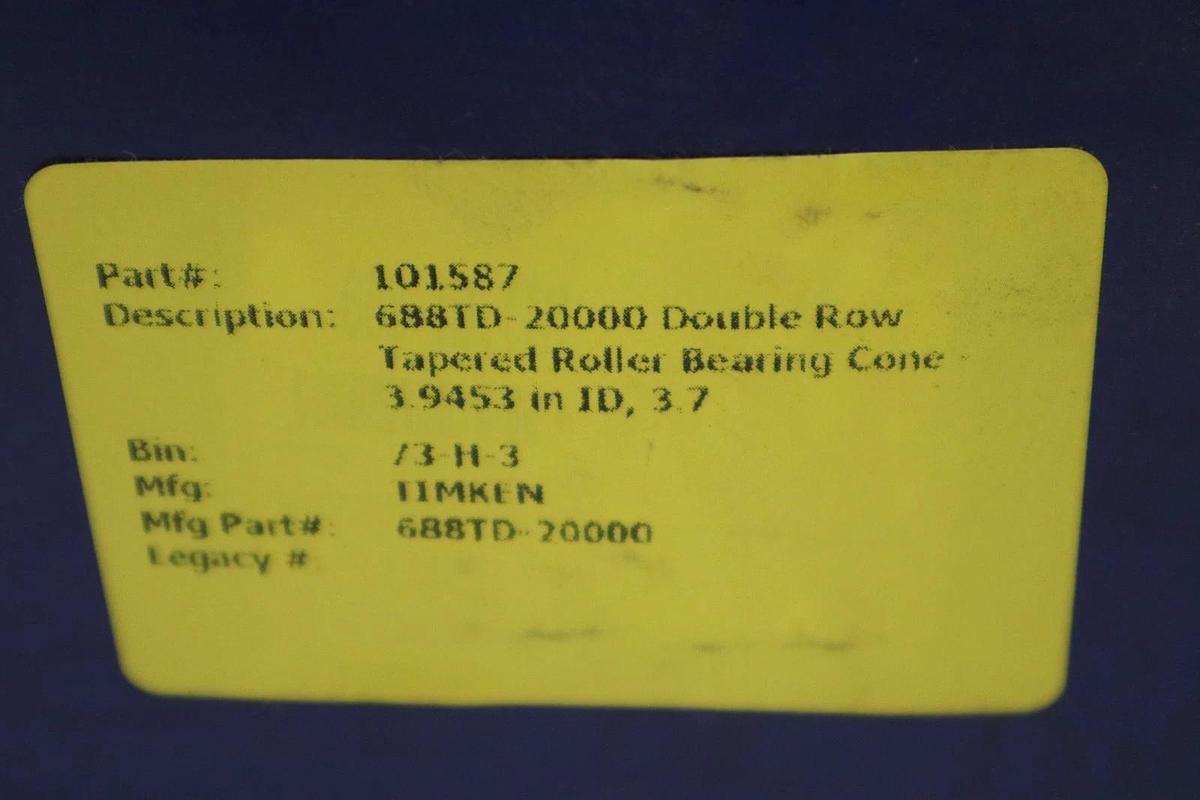 Part#: 101587
Description: 688TD-20000 Double Row
Tapered Roller Bearing Cone -
3.9453 in ID, 3.7
Bin: /3-H-3
Mfg: TIMKEN
Mfg Part#: 688TD-20000
Legacy #